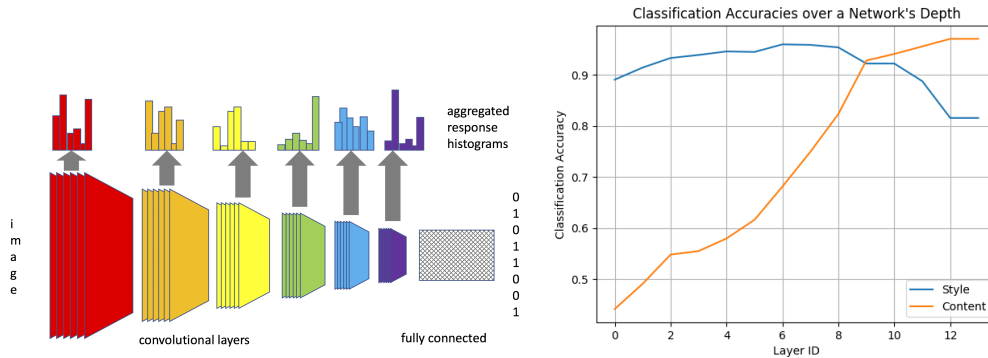 aggregated
response
histograms
i
m
a
g
e
0
1
0
1
1
0
0
1
convolutional layers
fully connected
Classification Accuracies over a Network's Depth
Classification Accuracy
0.9
0.8
0.7
0.6
0.5
0 2 4 6 8 10 12
Layer ID
Style
Content